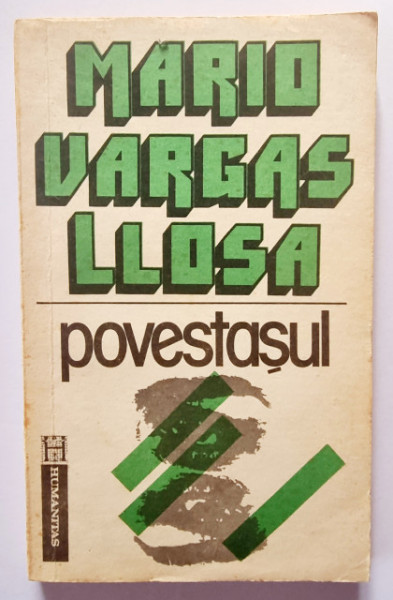 MARIO
VARGAS
LLOSA
povestașul
HUMANITAS